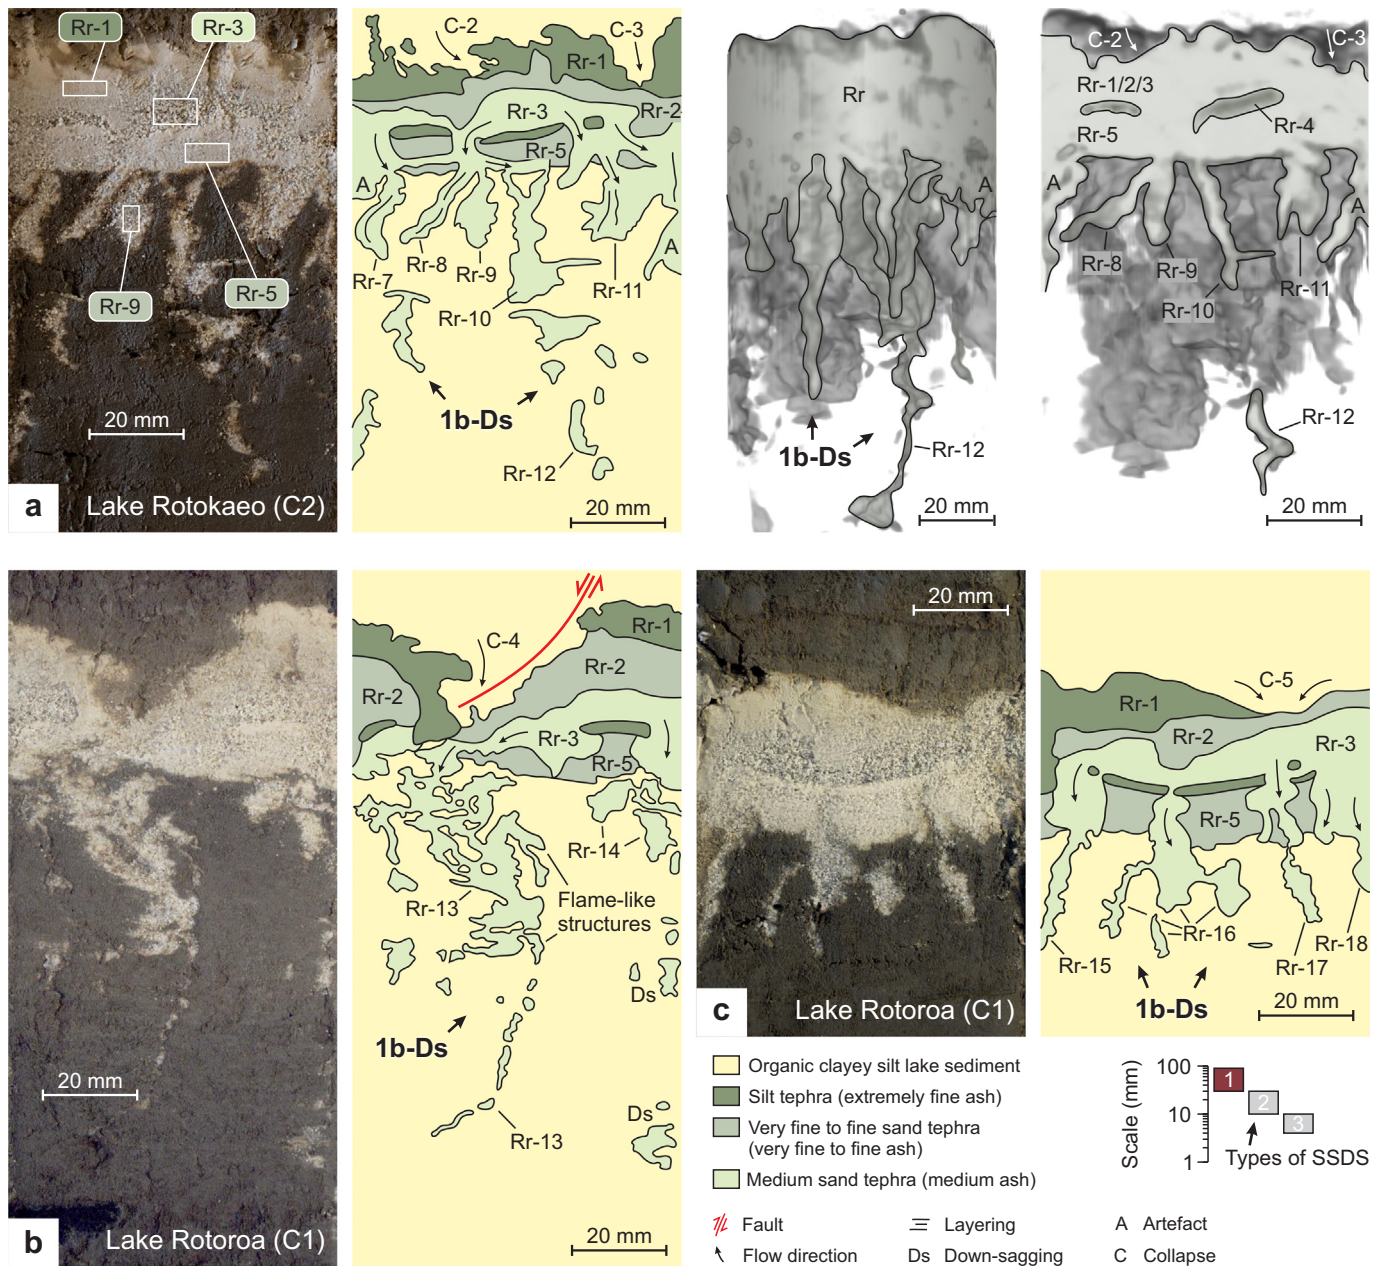 Rr-1
Rr-3
Rr-9
Rr-5
20 mm
a
Lake Rotokaeo (C2)
C-2
C-3
Rr-1
Rr-3
Rr-2
Rr-5
A
A
Rr-7
Rr-8
Rr-9
Rr-10
Rr-11
1b-Ds
Rr-12
20 mm
Rr
A
1b-Ds
Rr-12
20 mm
C-2
C-3
Rr-1/2/3
Rr-4
Rr-5
A
A
Rr-8
Rr-9
Rr-10
Rr-11
Rr-12
20 mm
20 mm
b
Lake Rotoroa (C1)
C-4
Rr-1
Rr-2
Rr-2
Rr-3
Rr-5
Rr-14
Rr-13
Flame-like
structures
Ds
1b-Ds
Ds
Rr-13
20 mm
20 mm
c
Lake Rotoroa (C1)
C-5
Rr-1
Rr-2
Rr-3
Rr-5
Rr-16
Rr-15
Rr-18
Rr-17
1b-Ds
20 mm
Organic clayey silt lake sediment
Silt tephra (extremely fine ash)
Very fine to fine sand tephra
(very fine to fine ash)
Medium sand tephra (medium ash)
Fault
Layering
A Artefact
Flow direction
Ds Down-sagging
C Collapse
Scale (mm)
100
10
1
1
2
3
Types of SSDS